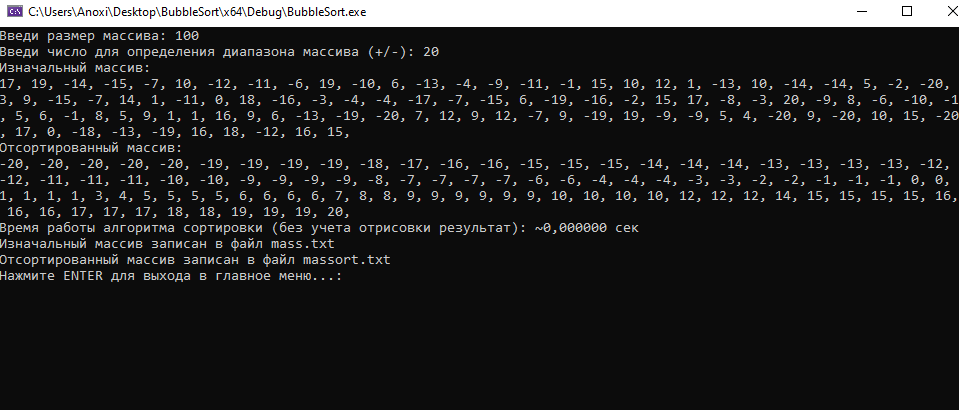 C:\Users\Anoxi\Desktop\BubbleSort\x64\Debug\BubbleSort.exe
Введи размер массива: 100
Введи число для определения диапазона массива (+/-): 20
Изначальный массив:
17, 19, -14, -15, -7, 10, -12, -11, -6, 19, -10, 6, -13, -4, -9, -11, -1, 15, 10, 12, 1, -13, 10, -14, -14, 5, -2, -20,
3, 9, -15, -7, 14, 1, -11, 0, 18, -16, -3, -4, -4, -17, -7, -15, 6, -19, -16, -2, 15, 17, -8, -3, 20, -9, 8, -6, -10, -1
, 5, 6, -1, 8, 5, 9, 1, 1, 16, 9, 6, -13, -19, -20, 7, 12, 9, 12, -7, 9, -19, 19, -9, -9, 5, 4, -20, 9, -20, 10, 15, -20
, 17, 0, -18, -13, -19, 16, 18, -12, 16, 15,
Отсортированный массив:
-20, -20, -20, -20, -20, -19, -19, -19, -19, -18, -17, -16, -16, -15, -15, -15, -14, -14, -14, -13, -13, -13, -13, -12,
-12, -11, -11, -11, -10, -10, -9, -9, -9, -9, -8, -7, -7, -7, -7, -6, -6, -4, -4, -4, -3, -3, -2, -2, -1, -1, -1, 0, 0,
1, 1, 1, 1, 3, 4, 5, 5, 5, 5, 6, 6, 6, 6, 7, 8, 8, 9, 9, 9, 9, 9, 9, 10, 10, 10, 10, 12, 12, 12, 14, 15, 15, 15, 15, 16,
16, 16, 17, 17, 17, 18, 18, 19, 19, 19, 20,
Время работы алгоритма сортировки (без учета отрисовки результат): ~0,000000 сек
Изначальный массив записан в файл mass.txt
Отсортированный массив записан в файл massort.txt
Нажмите ENTER для выхода в главное меню...: